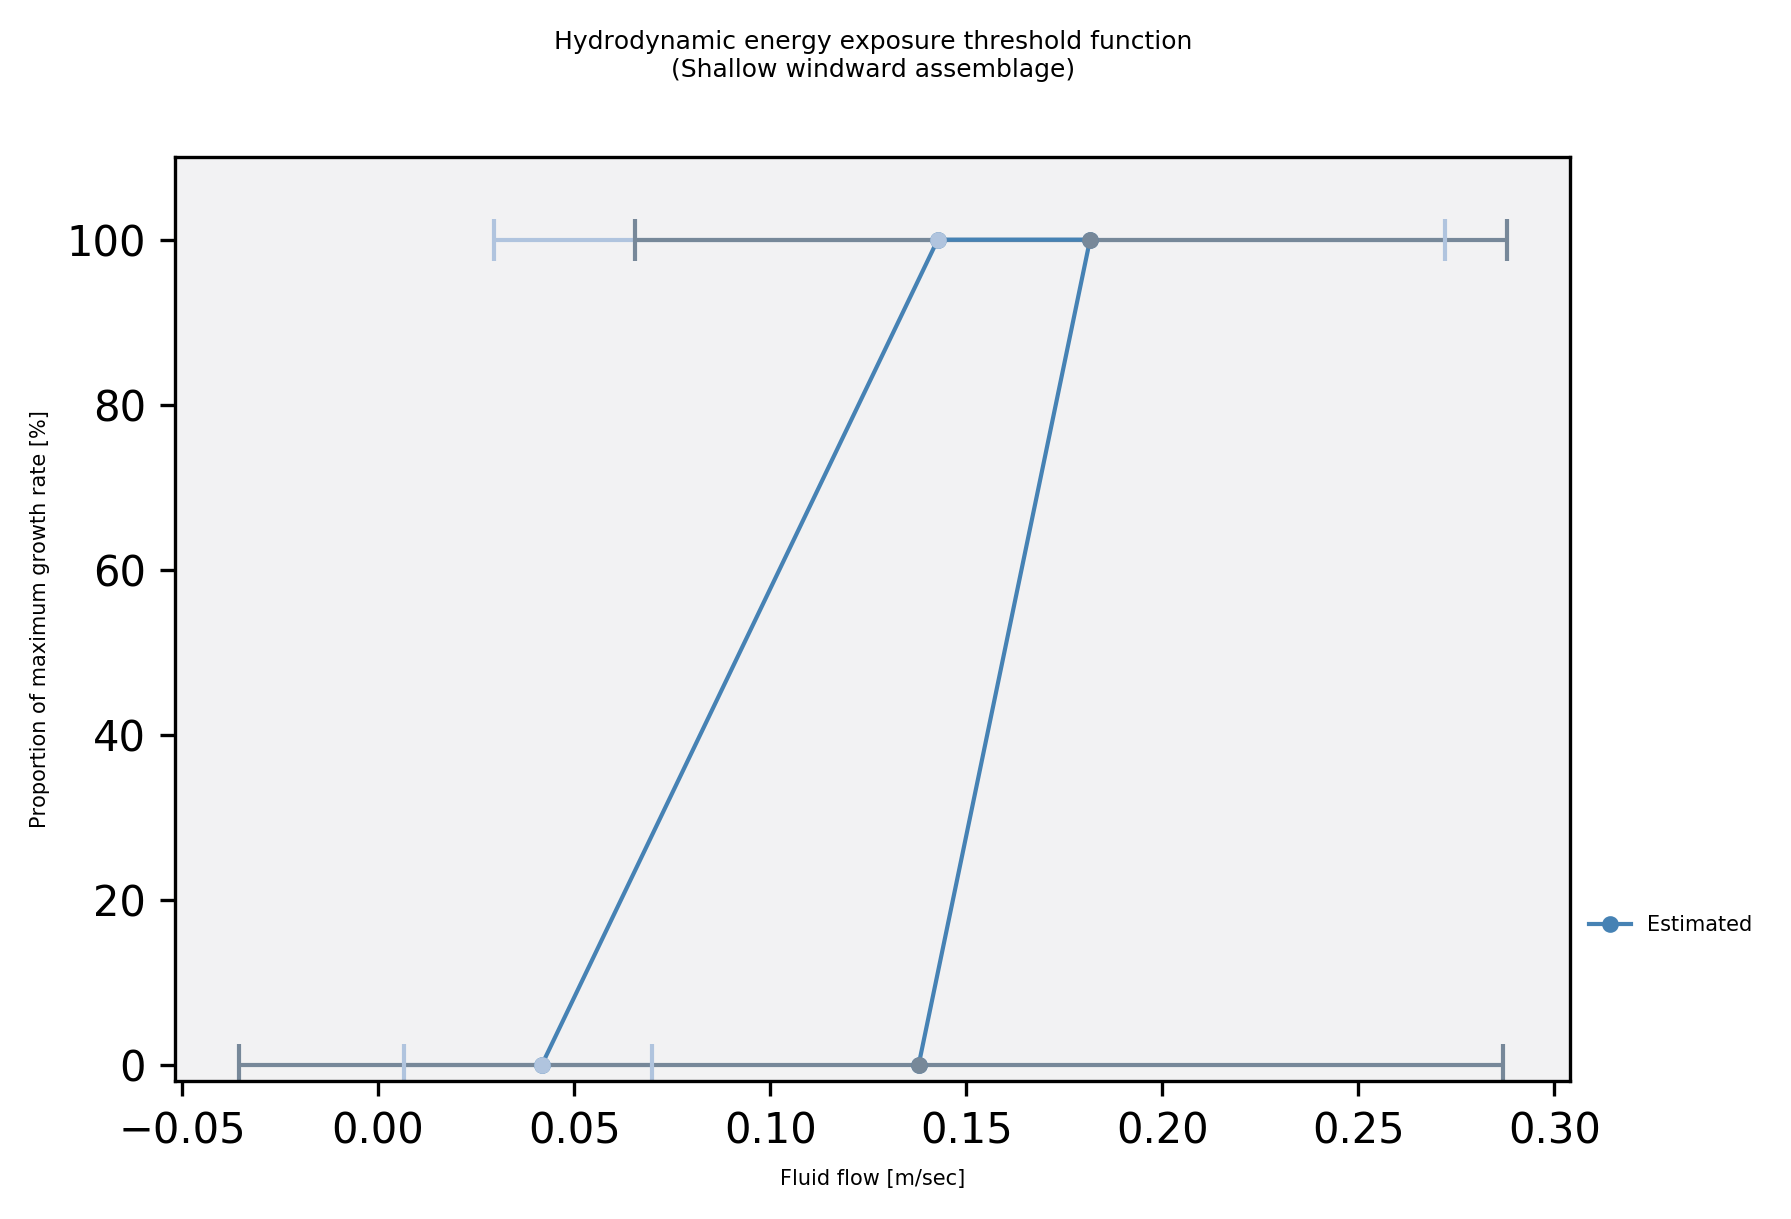 Hydrodynamic energy exposure threshold function
(Shallow windward assemblage)
Proportion of maximum growth rate [%]
100
80
60
40
20
0
−0.05 0.00 0.05 0.10 0.15 0.20 0.25 0.30
Fluid flow [m/sec]
Estimated